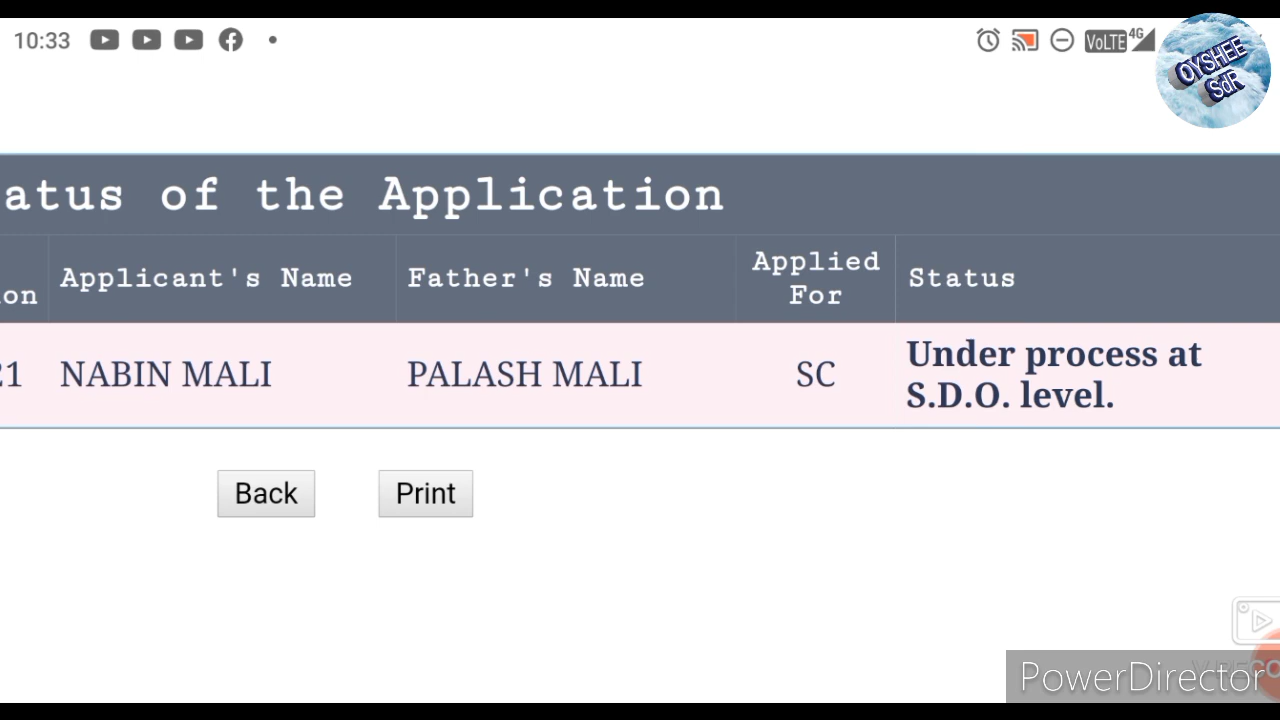 10:33
VoLTE 4G
OYSHEE
SdR
atus of the Application
on Applicant's Name Father's Name Applied For Status
21 NABIN MALI PALASH MALI SC Under process at
S.D.O. level.
Back Print
PowerDirector